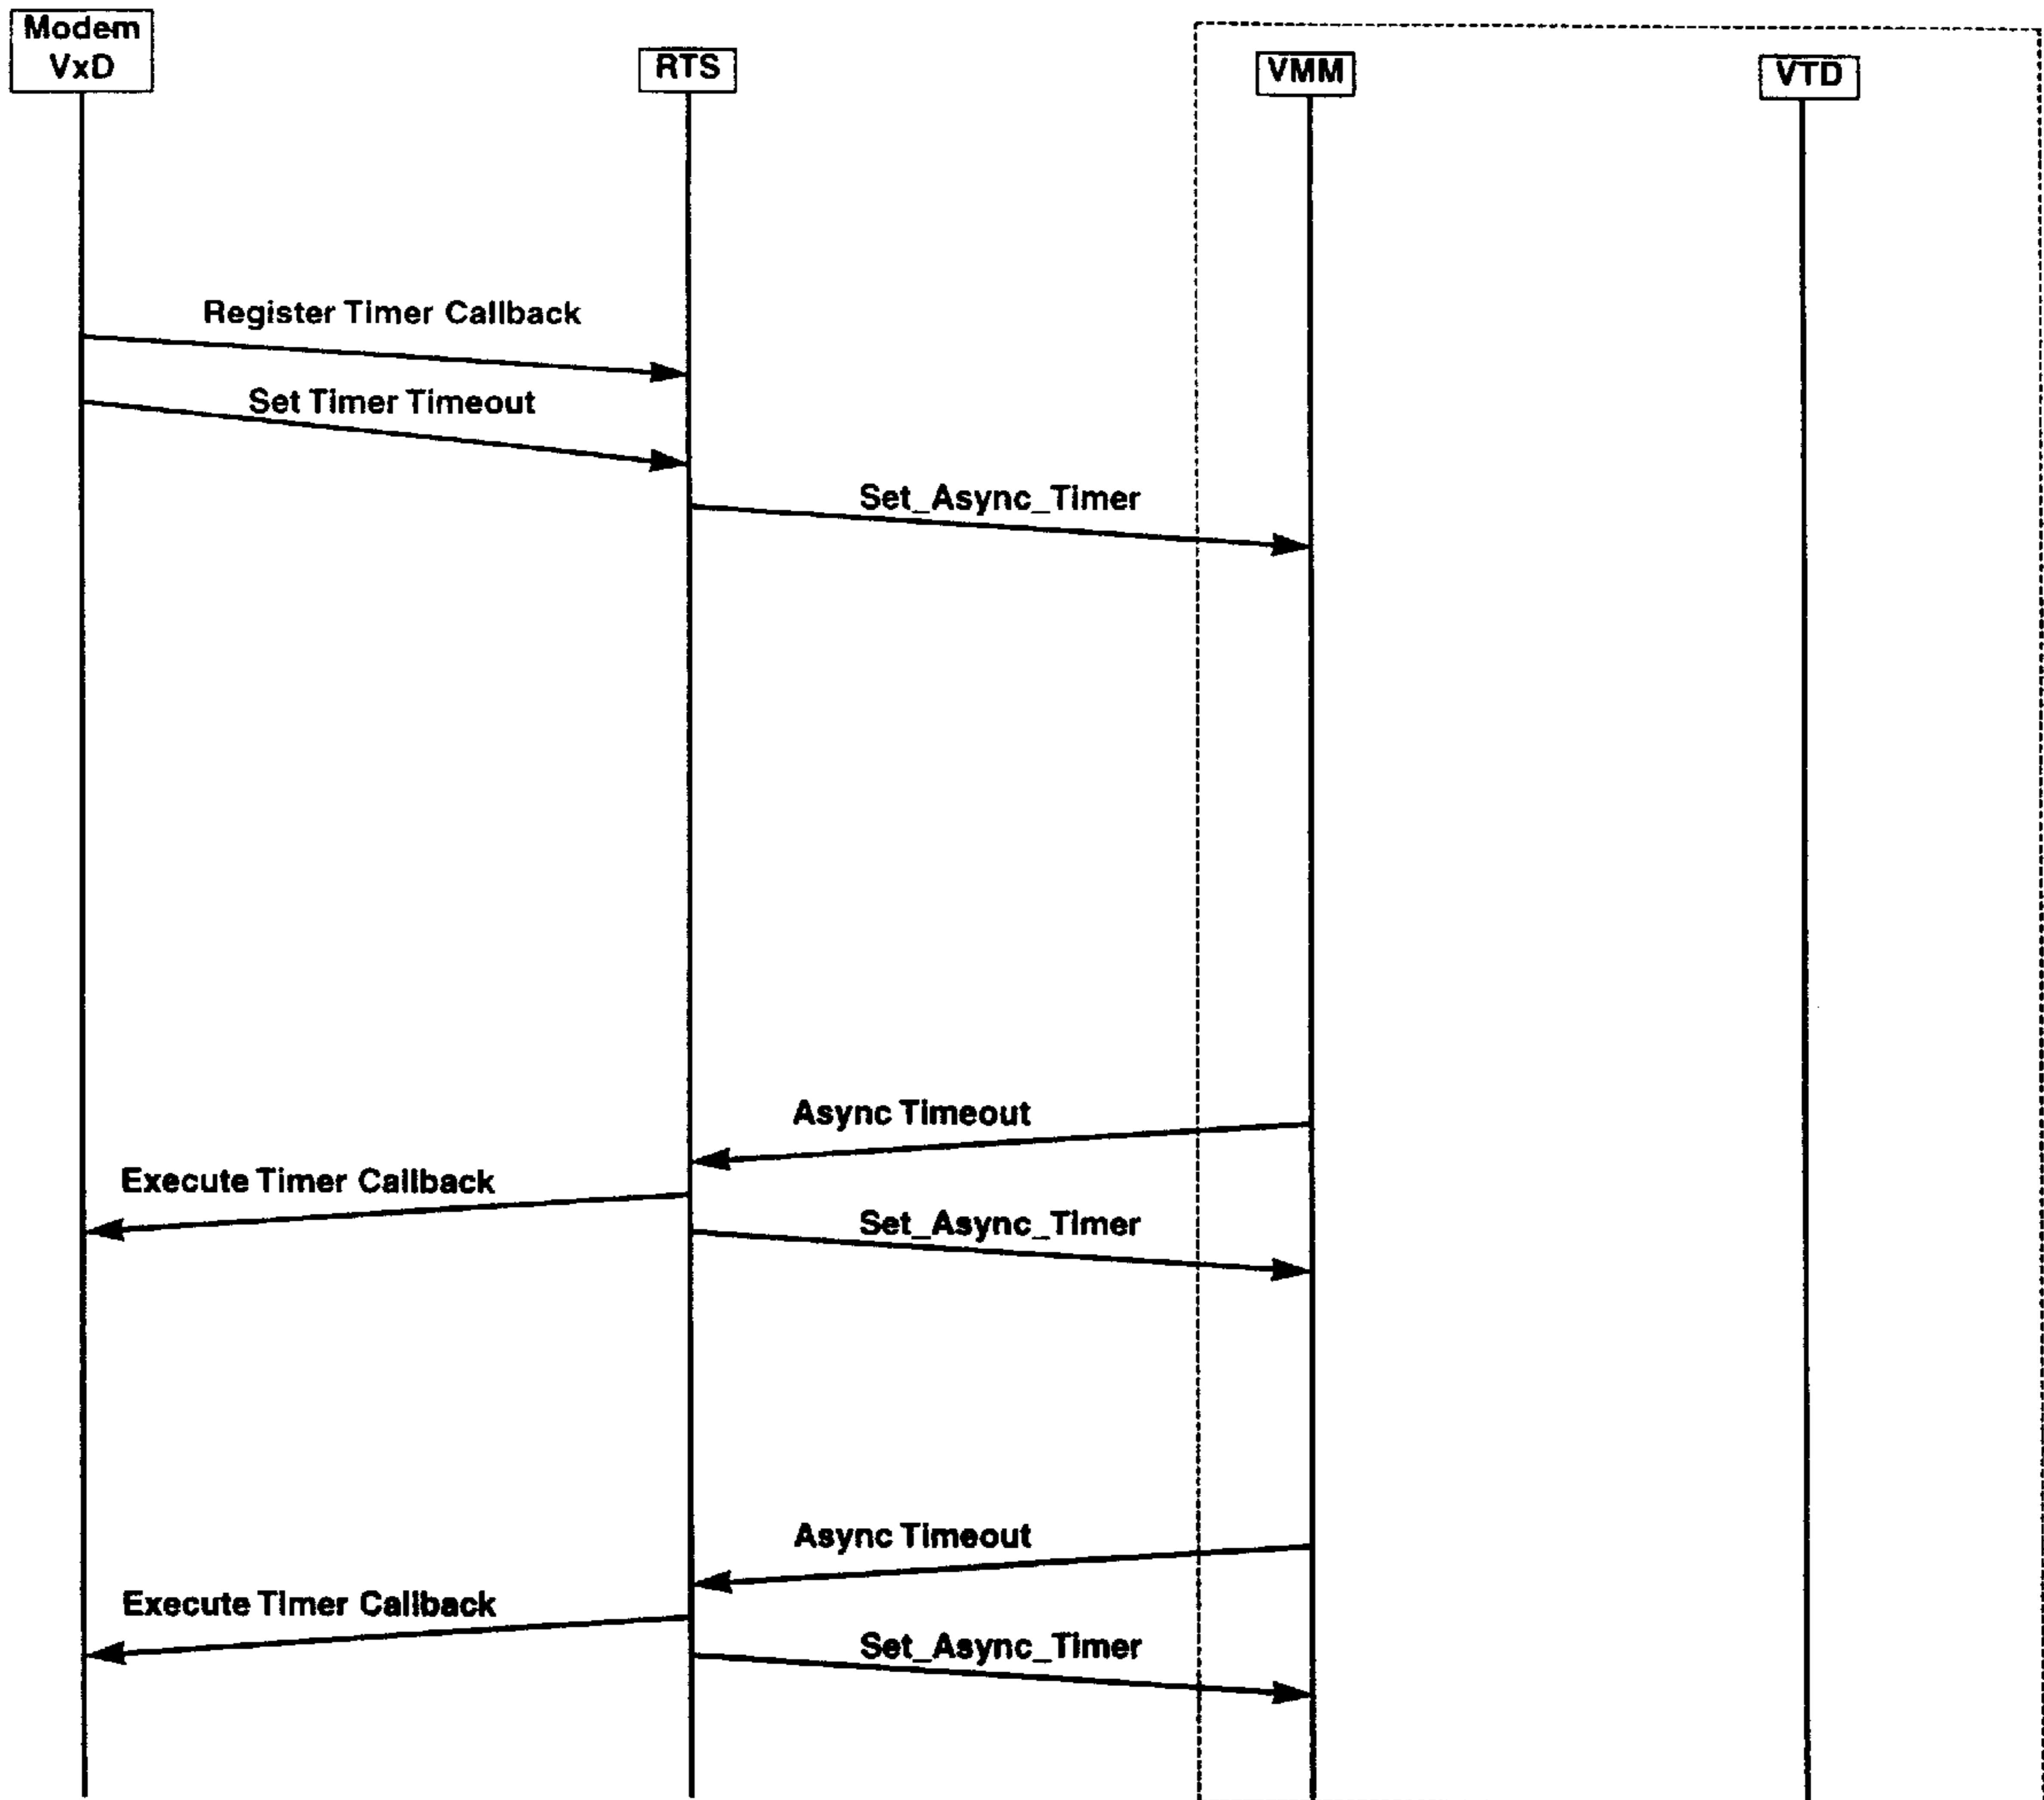 Modem
VxD
RTS
VMM
VTD
Register Timer Callback
Set Timer Timeout
Set_Async_Timer
Async Timeout
Execute Timer Callback
Set_Async_Timer
Async Timeout
Execute Timer Callback
Set_Async_Timer